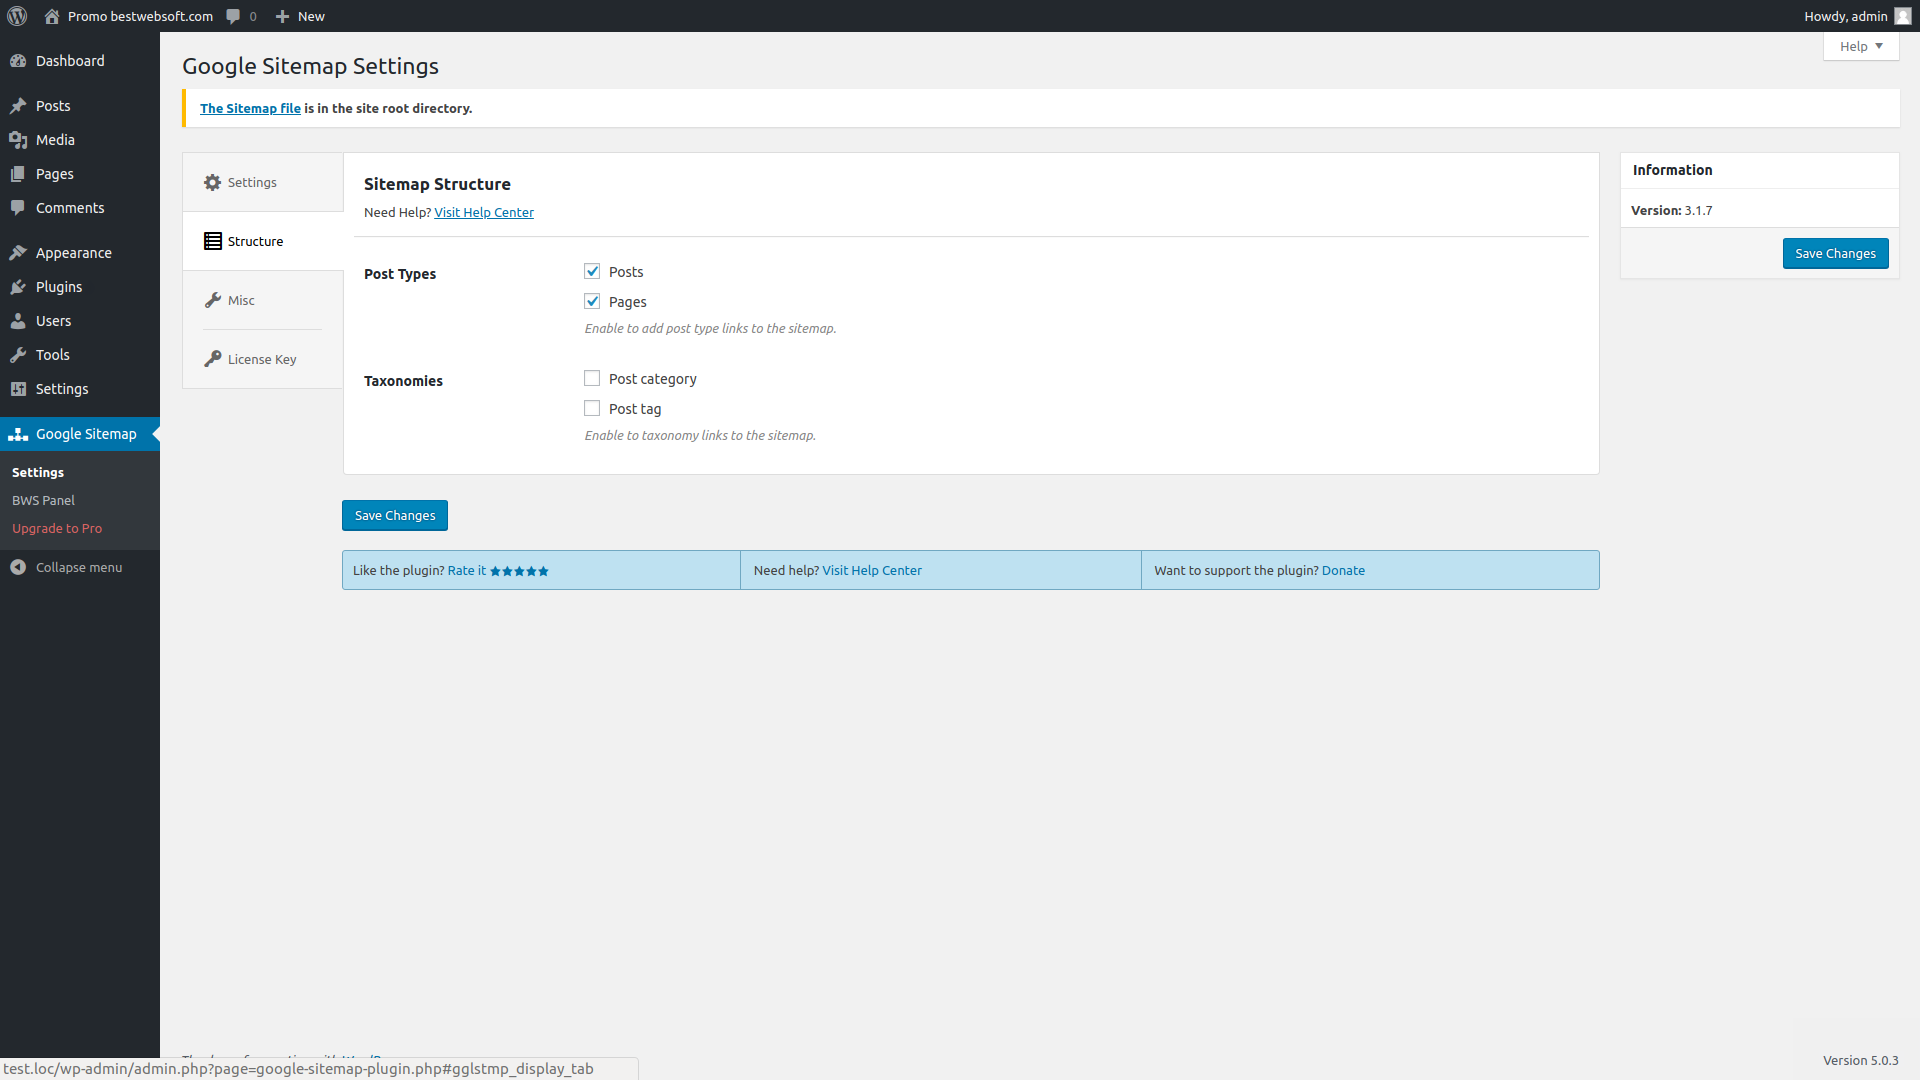 Promo bestwebsoft.com 0 New Howdy, admin
Help
Dashboard
Posts
Media
Pages
Comments
Appearance
Plugins
Users
Tools
Settings
Google Sitemap
Settings
BWS Panel
Upgrade to Pro
Collapse menu
Google Sitemap Settings
The Sitemap file is in the site root directory.
Settings
Structure
Misc
License Key
Sitemap Structure
Need Help? Visit Help Center
Post Types
Posts
Pages
Enable to add post type links to the sitemap.
Taxonomies
Post category
Post tag
Enable to taxonomy links to the sitemap.
Save Changes
Like the plugin? Rate it
Need help? Visit Help Center
Want to support the plugin? Donate
Information
Version: 3.1.7
Save Changes
Version 5.0.3
test.loc/wp-admin/admin.php?page=google-sitemap-plugin.php#gglstmp_display_tab